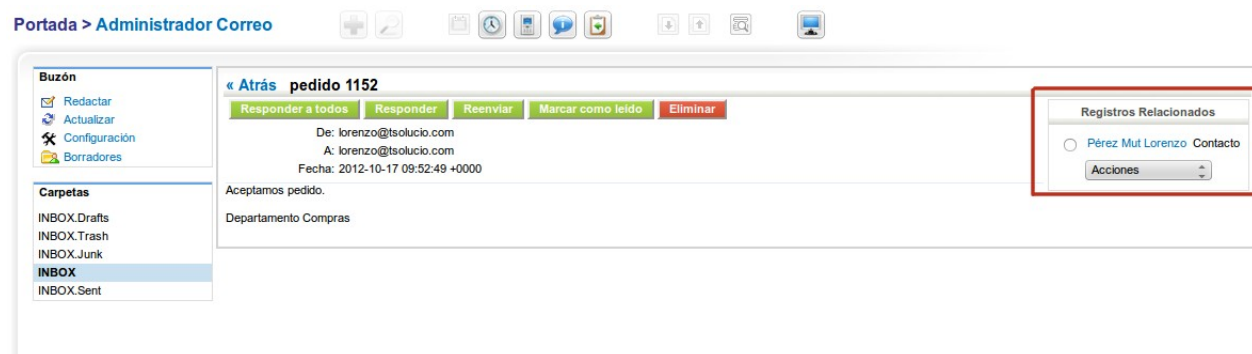 Portada > Administrador Correo
Buzón
Redactar
Actualizar
Configuración
Borradores
Carpetas
INBOX.Drafts
INBOX.Trash
INBOX.Junk
INBOX
INBOX.Sent
« Atrás pedido 1152
Responder a todos Responder Reenviar Marcar como leído Eliminar
De: lorenzo@tsolucio.com
A: lorenzo@tsolucio.com
Fecha: 2012-10-17 09:52:49 +0000
Aceptamos pedido.
Departamento Compras
Registros Relacionados
Pérez Mut Lorenzo Contacto
Acciones